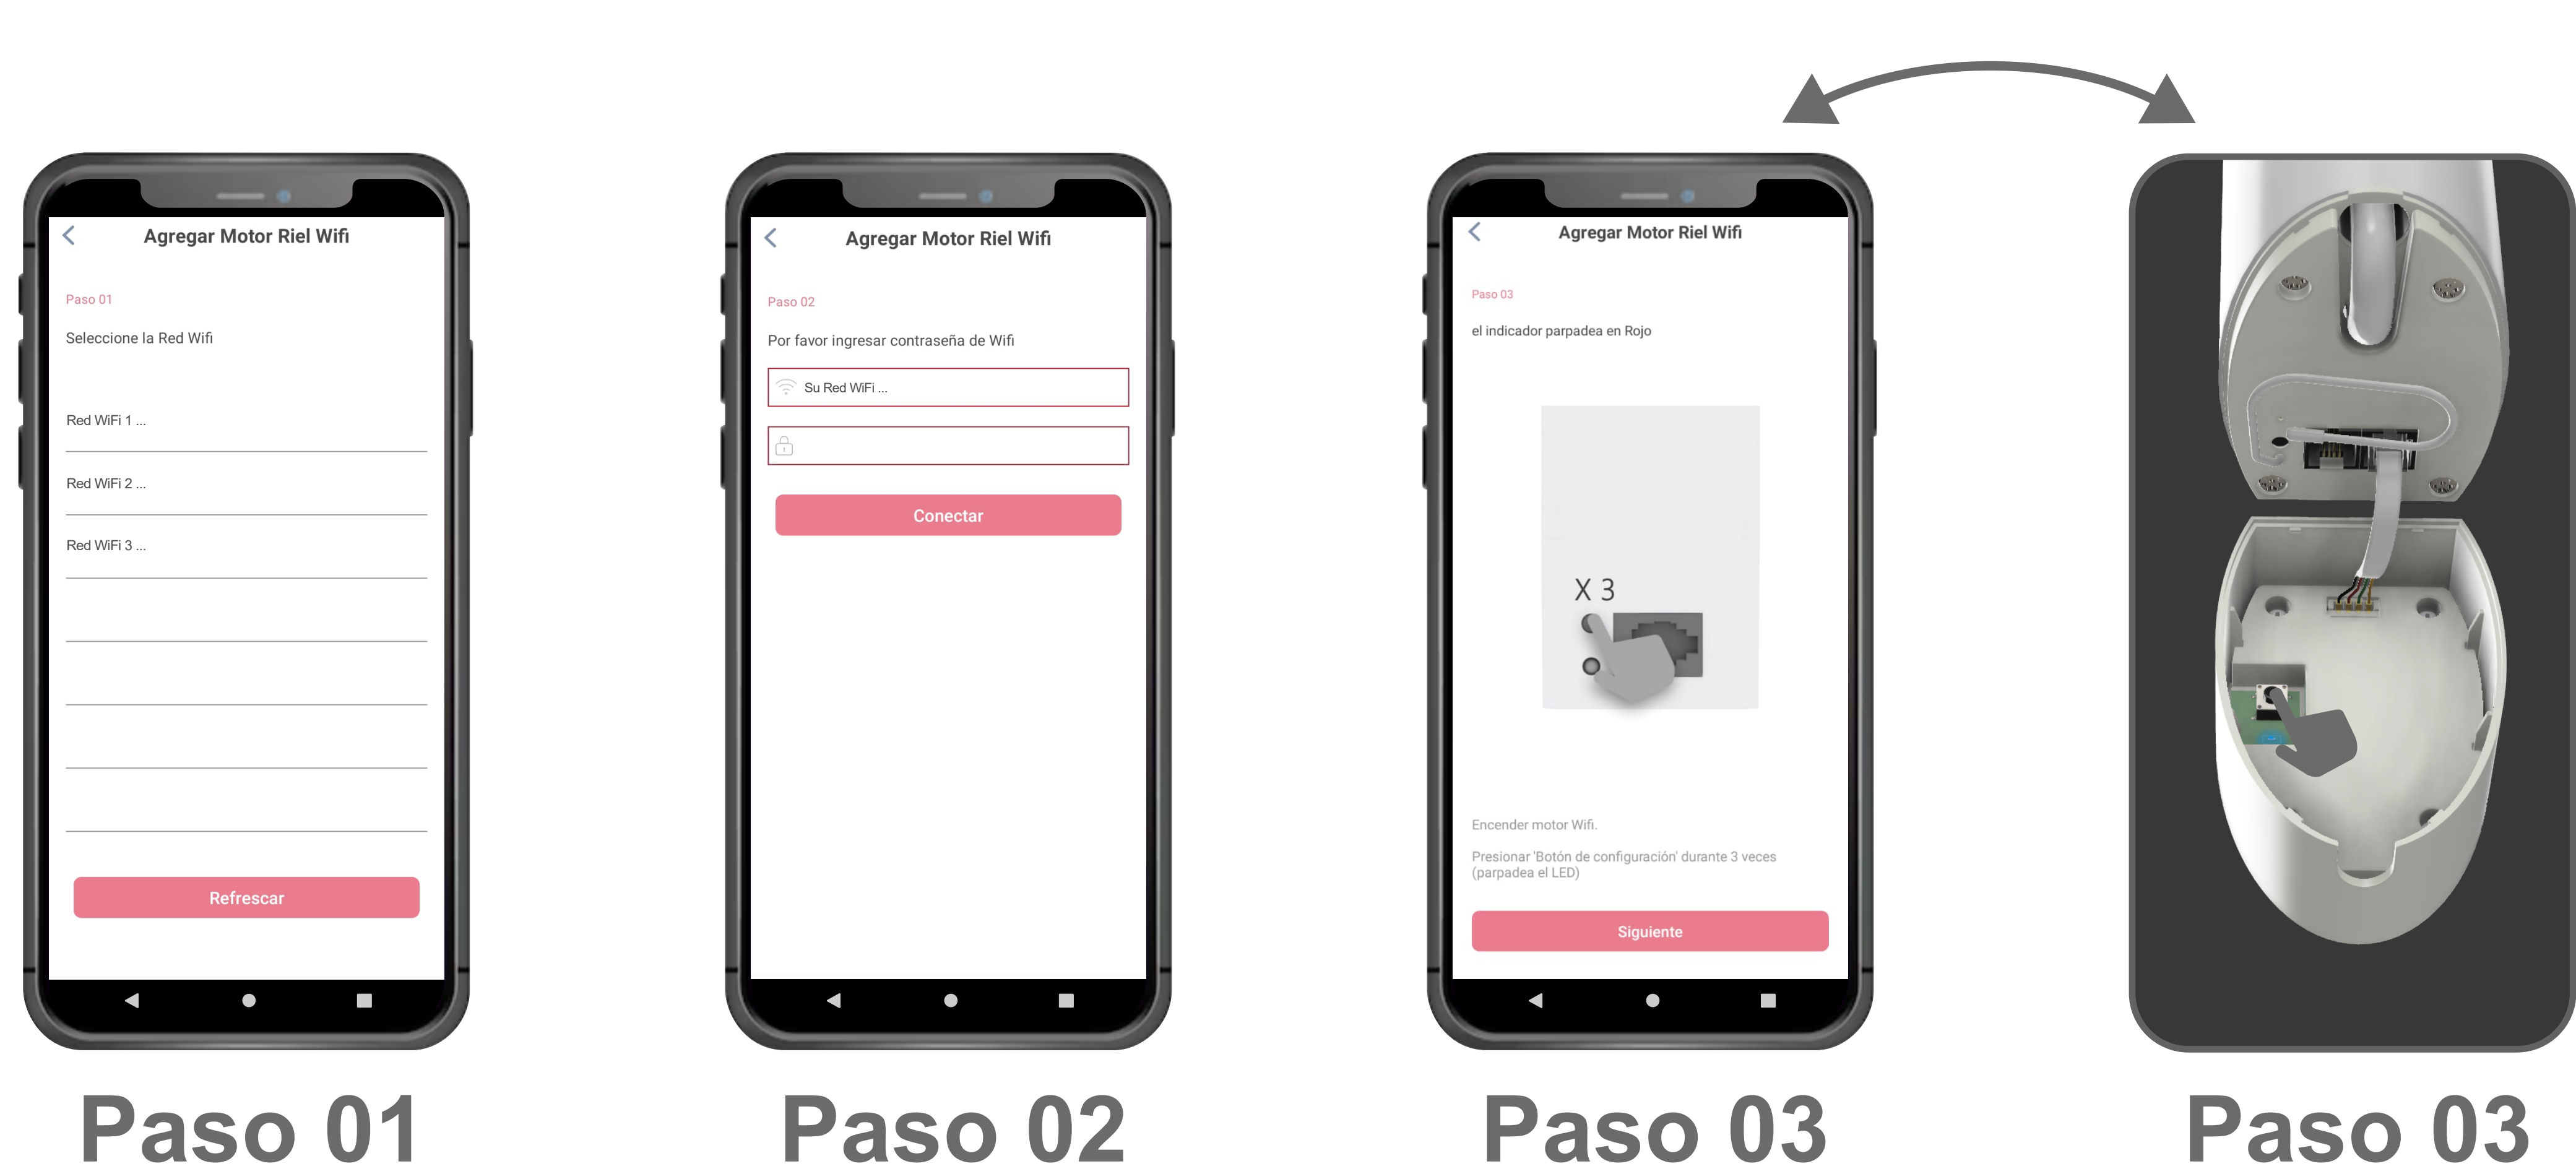 Agregar Motor Riel Wifi
Paso 01
Seleccione la Red Wifi
Red WiFi 1 ...
Red WiFi 2 ...
Red WiFi 3 ...
Refrescar
Paso 01
Agregar Motor Riel Wifi
Paso 02
Por favor ingresar contraseña de Wifi
Su Red WiFi ...
Conectar
Paso 02
Agregar Motor Riel Wifi
Paso 03
el indicador parpadea en Rojo
X 3
Encender motor Wifi.
Presionar 'Botón de configuración' durante 3 veces
(parpadea el LED)
Siguiente
Paso 03
Paso 03